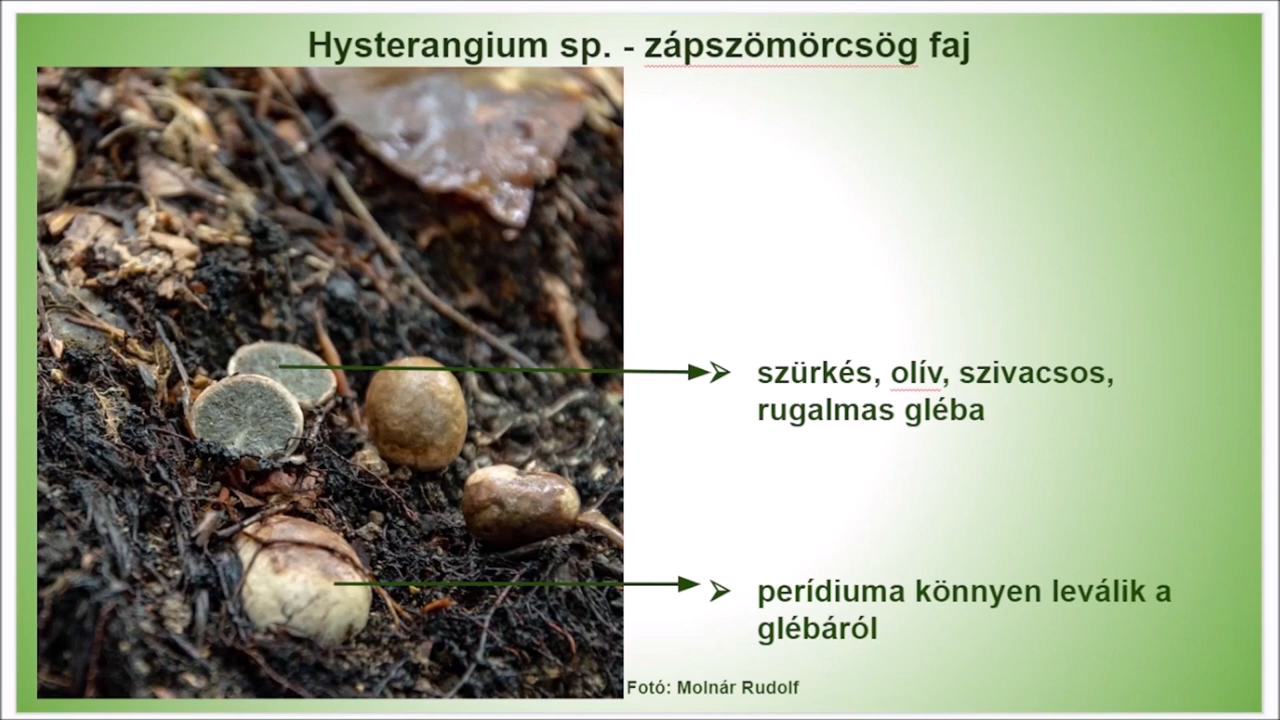 Hysterangium sp. - zápszömörcsög faj
szürkés, olív, szivacsos,
rugalmas gléba
perídiuma könnyen leválik a
glébáról
Fotó: Molnár Rudolf